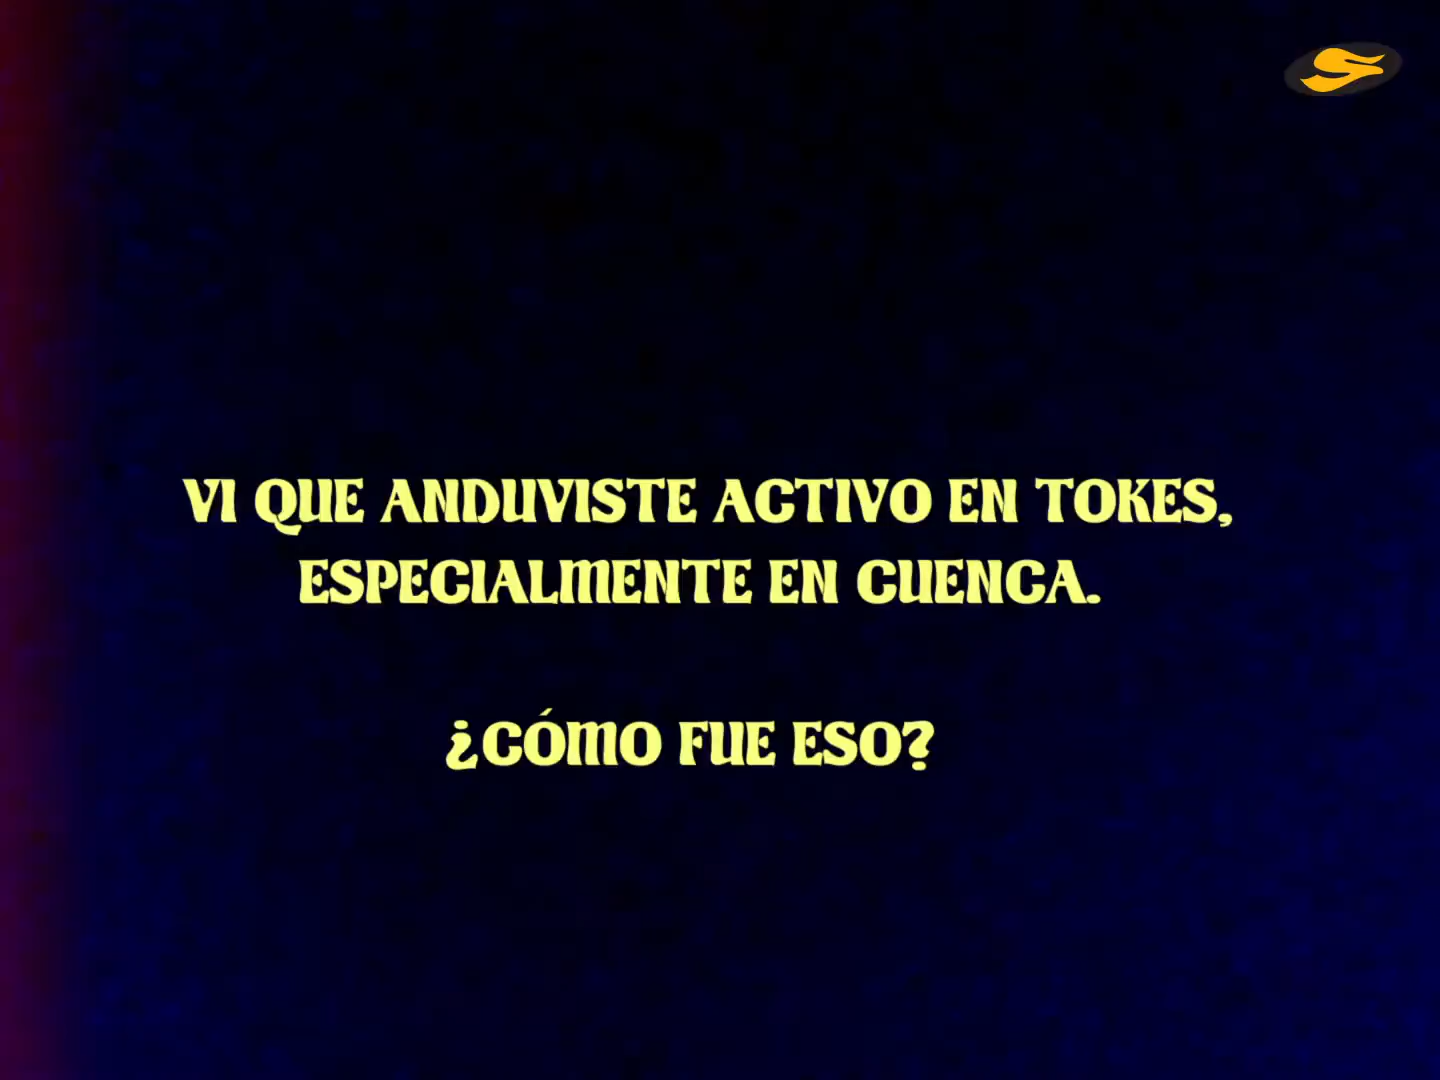 VI QUE ANDUVISTE ACTIVO EN TOKES,
ESPECIALMENTE EN CUENCA.
¿CÓMO FUE ESO?